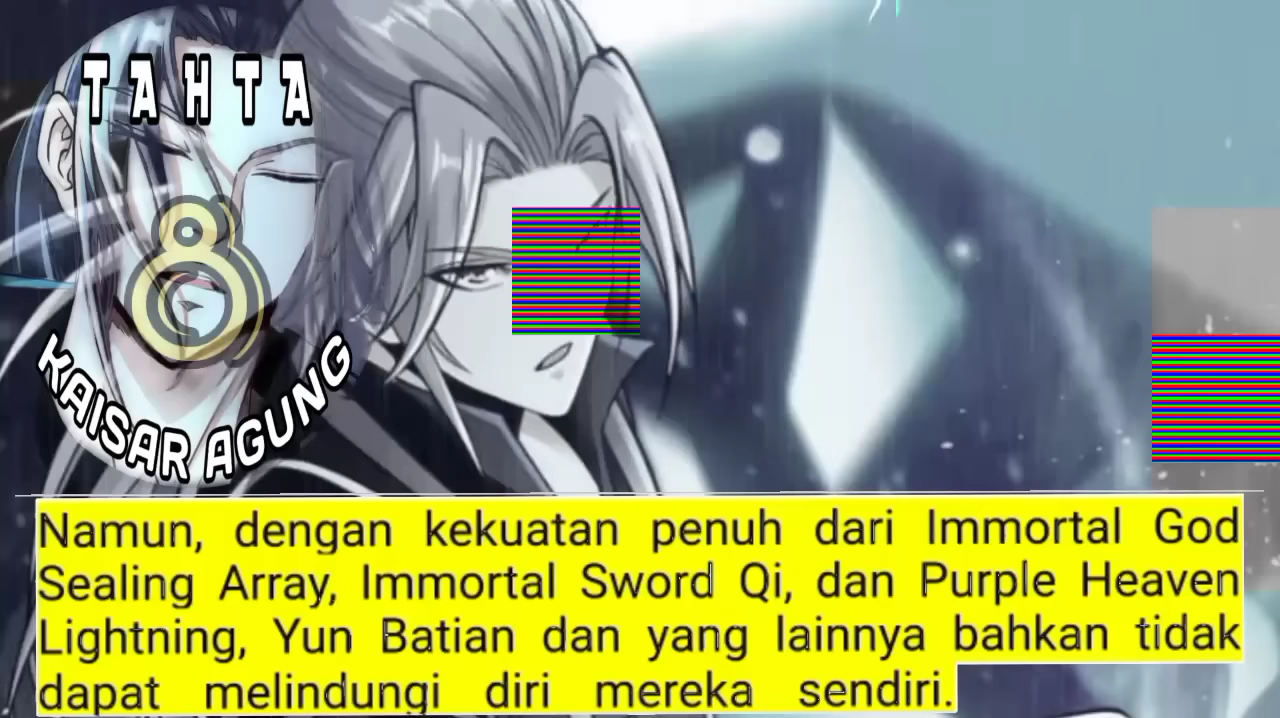 TAHTA
KAISAR AGUNG
Namun, dengan kekuatan penuh dari Immortal God
Sealing Array, Immortal Sword Qi, dan Purple Heaven
Lightning, Yun Batian dan yang lainnya bahkan tidak
dapat melindungi diri mereka sendiri.